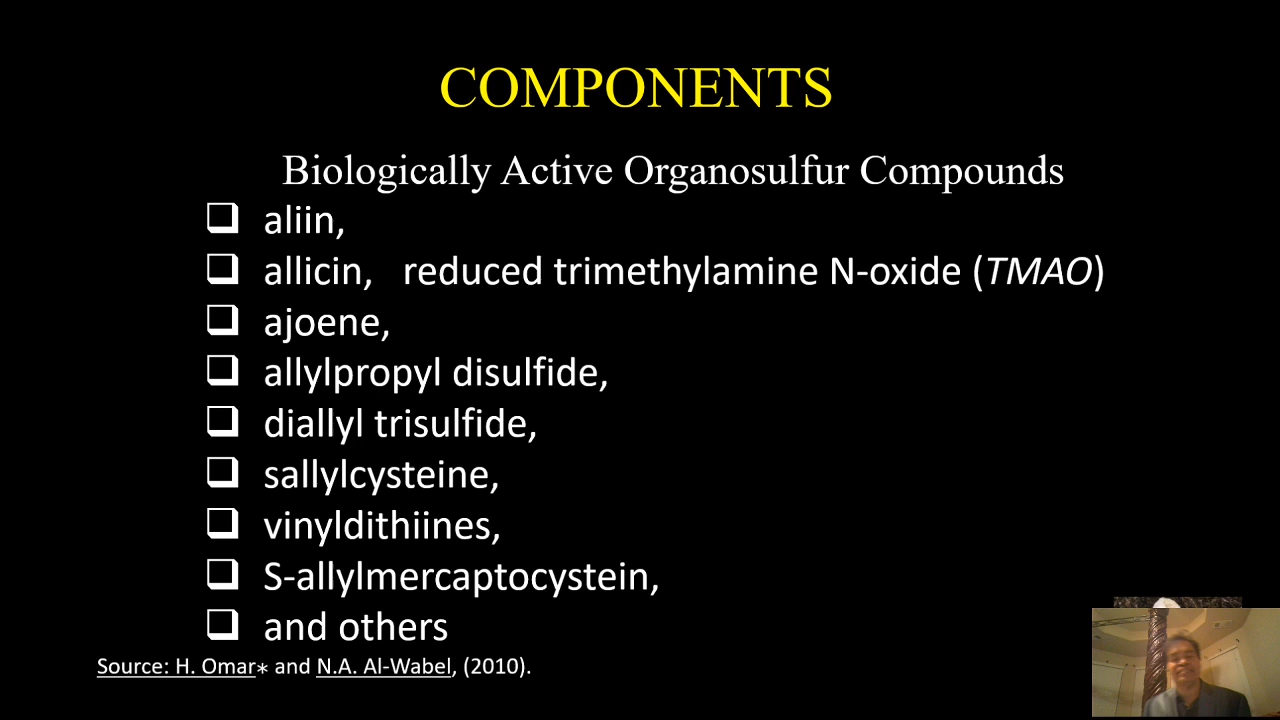 COMPONENTS
Biologically Active Organosulfur Compounds
aliin,
allicin, reduced trimethylamine N-oxide (TMAO)
ajoene,
allylpropyl disulfide,
diallyl trisulfide,
sallylcysteine,
vinyldithiines,
S-allylmercaptocystein,
and others
Source: H. Omar* and N.A. Al-Wabel, (2010).